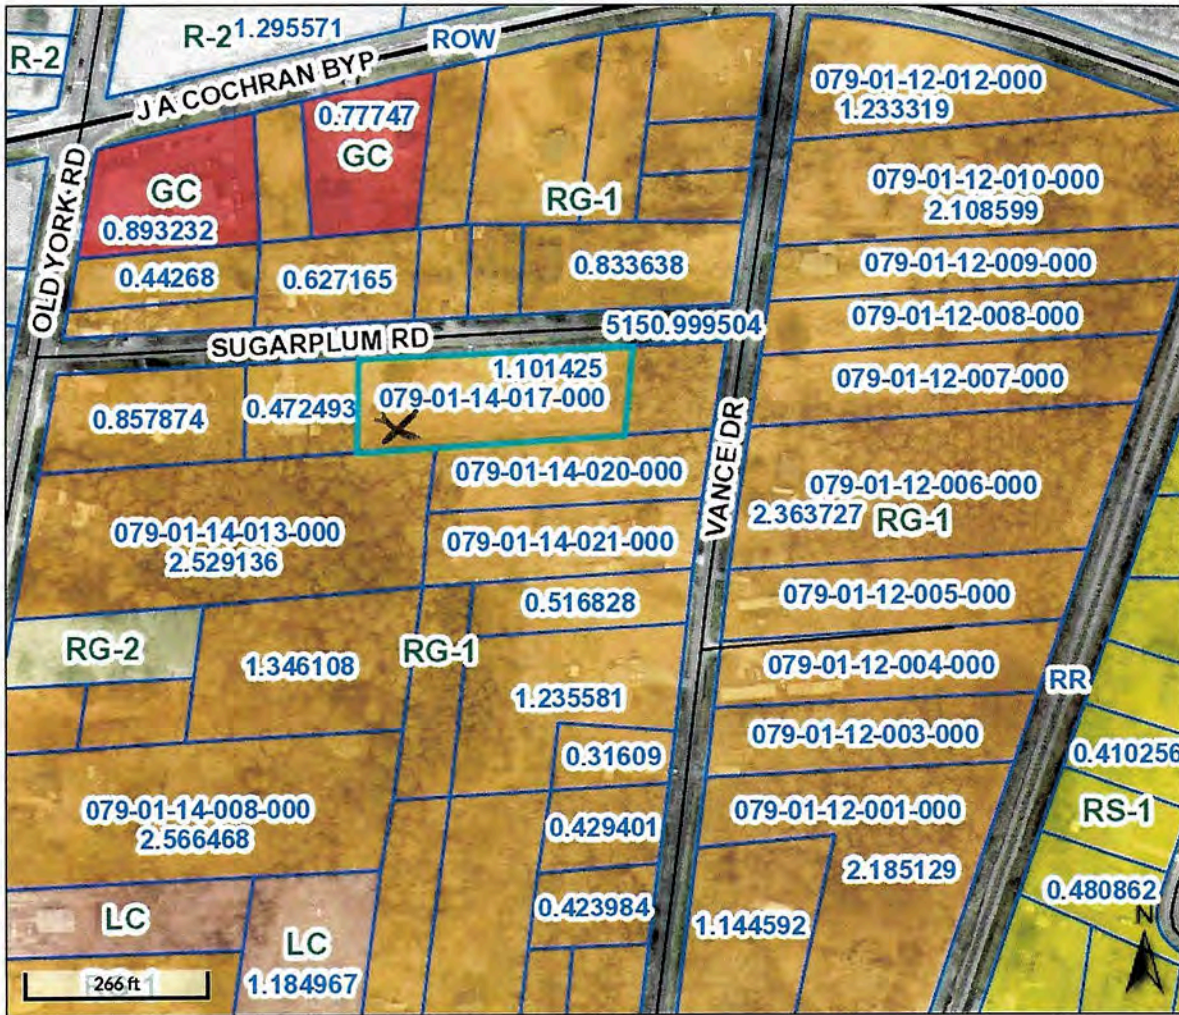 R-2
R-2
1.295571
ROW
J A COCHRAN BYP
0.77747
GC
079-01-12-012-000
1.233319
GC
0.893232
RG-1
079-01-12-010-000
2.108599
OLD YORK RD
0.44268
0.627165
0.833638
079-01-12-009-000
079-01-12-008-000
SUGARPLUM RD
5150.999504
1.101425
079-01-14-017-000
0.857874
0.472493
079-01-12-007-000
VANCE DR
079-01-14-020-000
079-01-12-006-000
2.363727
RG-1
079-01-14-013-000
2.529136
079-01-14-021-000
0.516828
079-01-12-005-000
RG-2
1.346108
RG-1
079-01-12-004-000
RR
1.235581
0.31609
079-01-12-003-000
0.410256
079-01-14-008-000
2.566468
0.429401
079-01-12-001-000
RS-1
2.185129
0.480862
LC
LC
1.184967
0.423984
1.144592
N
266 ft
RG-1